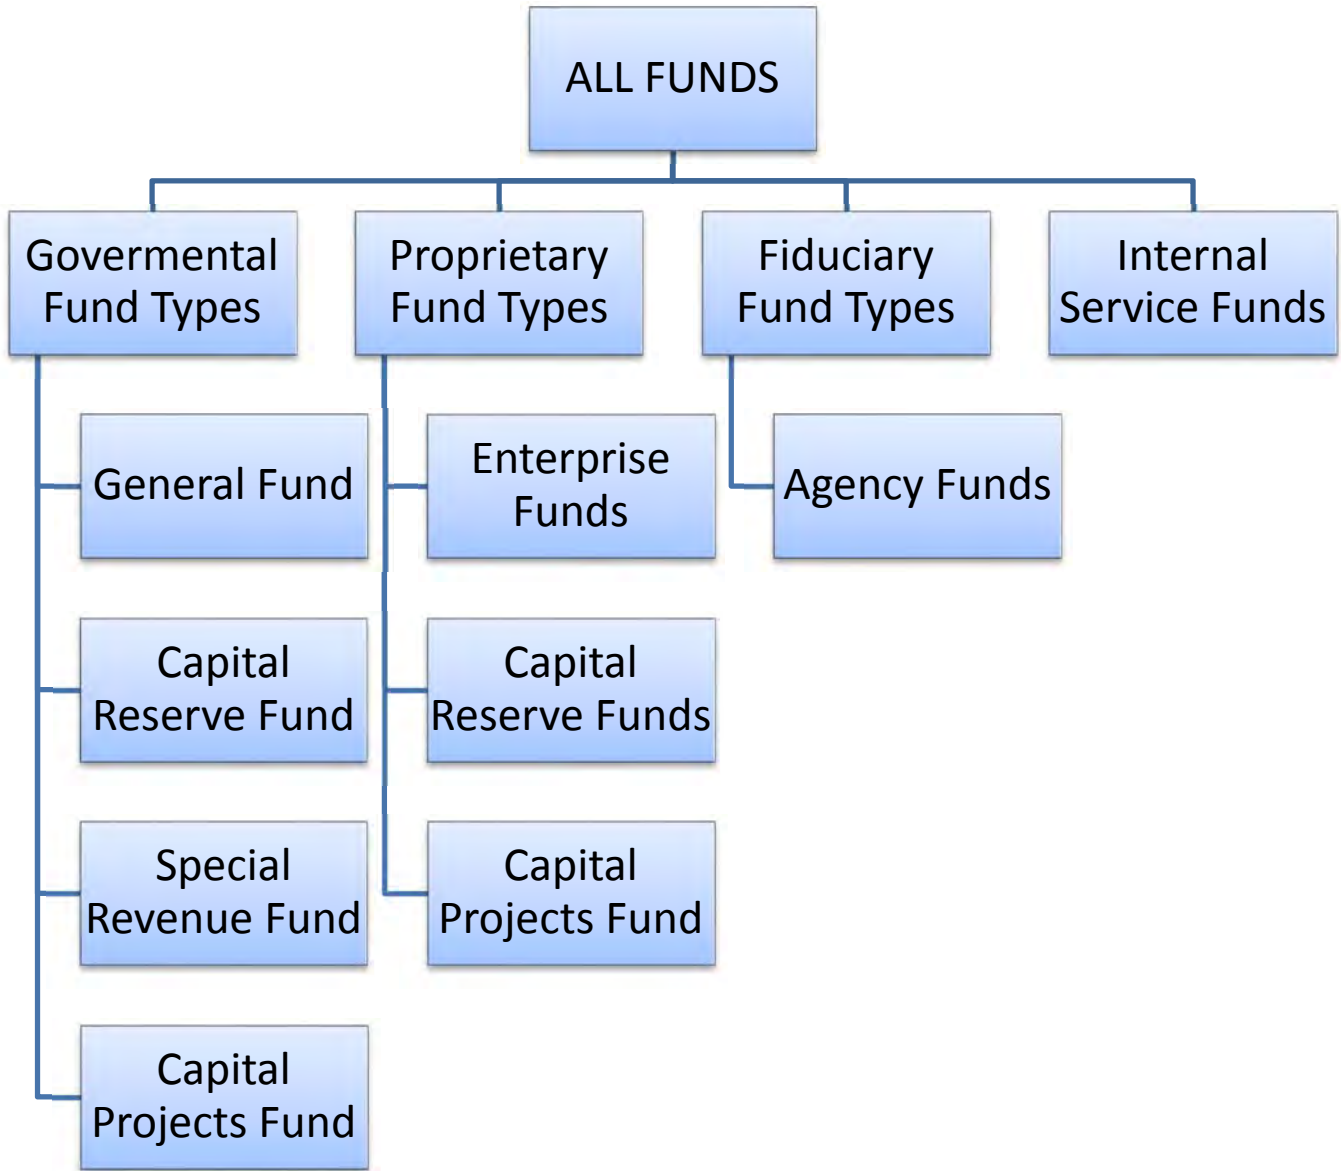 ALL FUNDS
Govermental
Fund Types
Proprietary
Fund Types
Fiduciary
Fund Types
Internal
Service Funds
General Fund
Enterprise
Funds
Agency Funds
Capital
Reserve Fund
Capital
Reserve Funds
Special
Revenue Fund
Capital
Projects Fund
Capital
Projects Fund